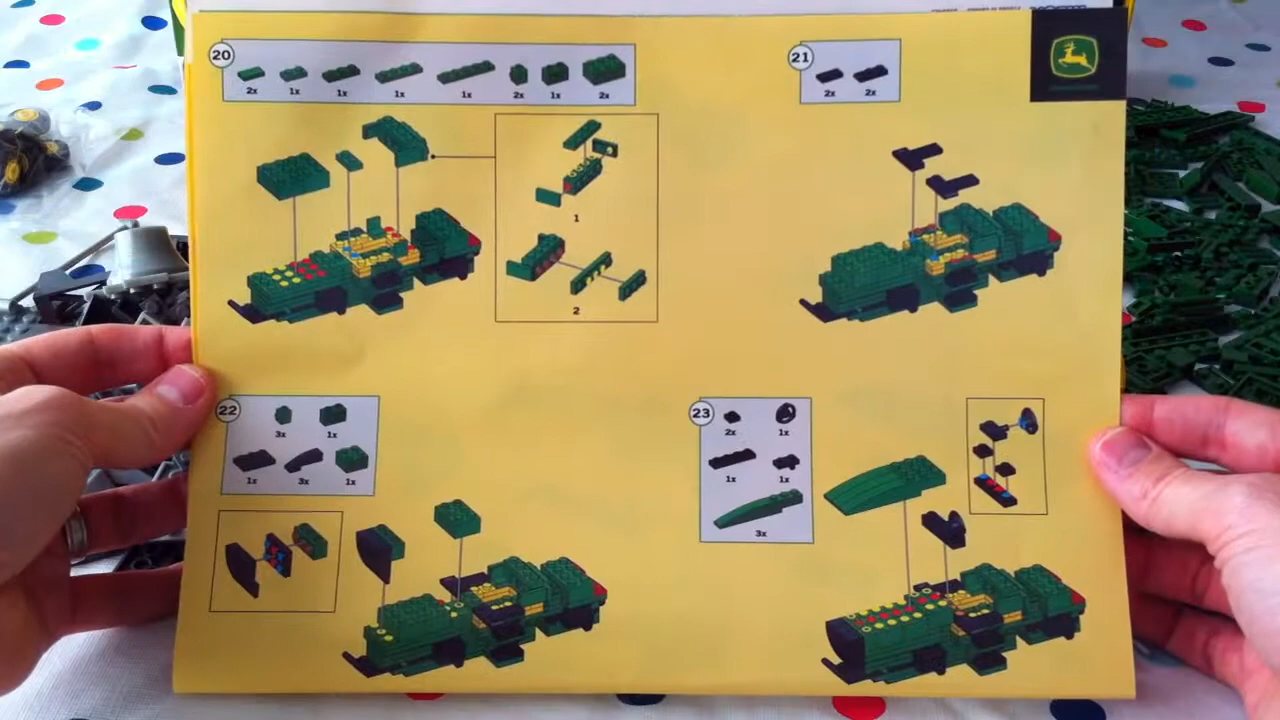 20
2x 1x 1x 1x 1x 2x 1x 2x
1
2
21
2x 2x
22
3x 1x
1x 3x 1x
23
2x 1x
1x 1x
3x